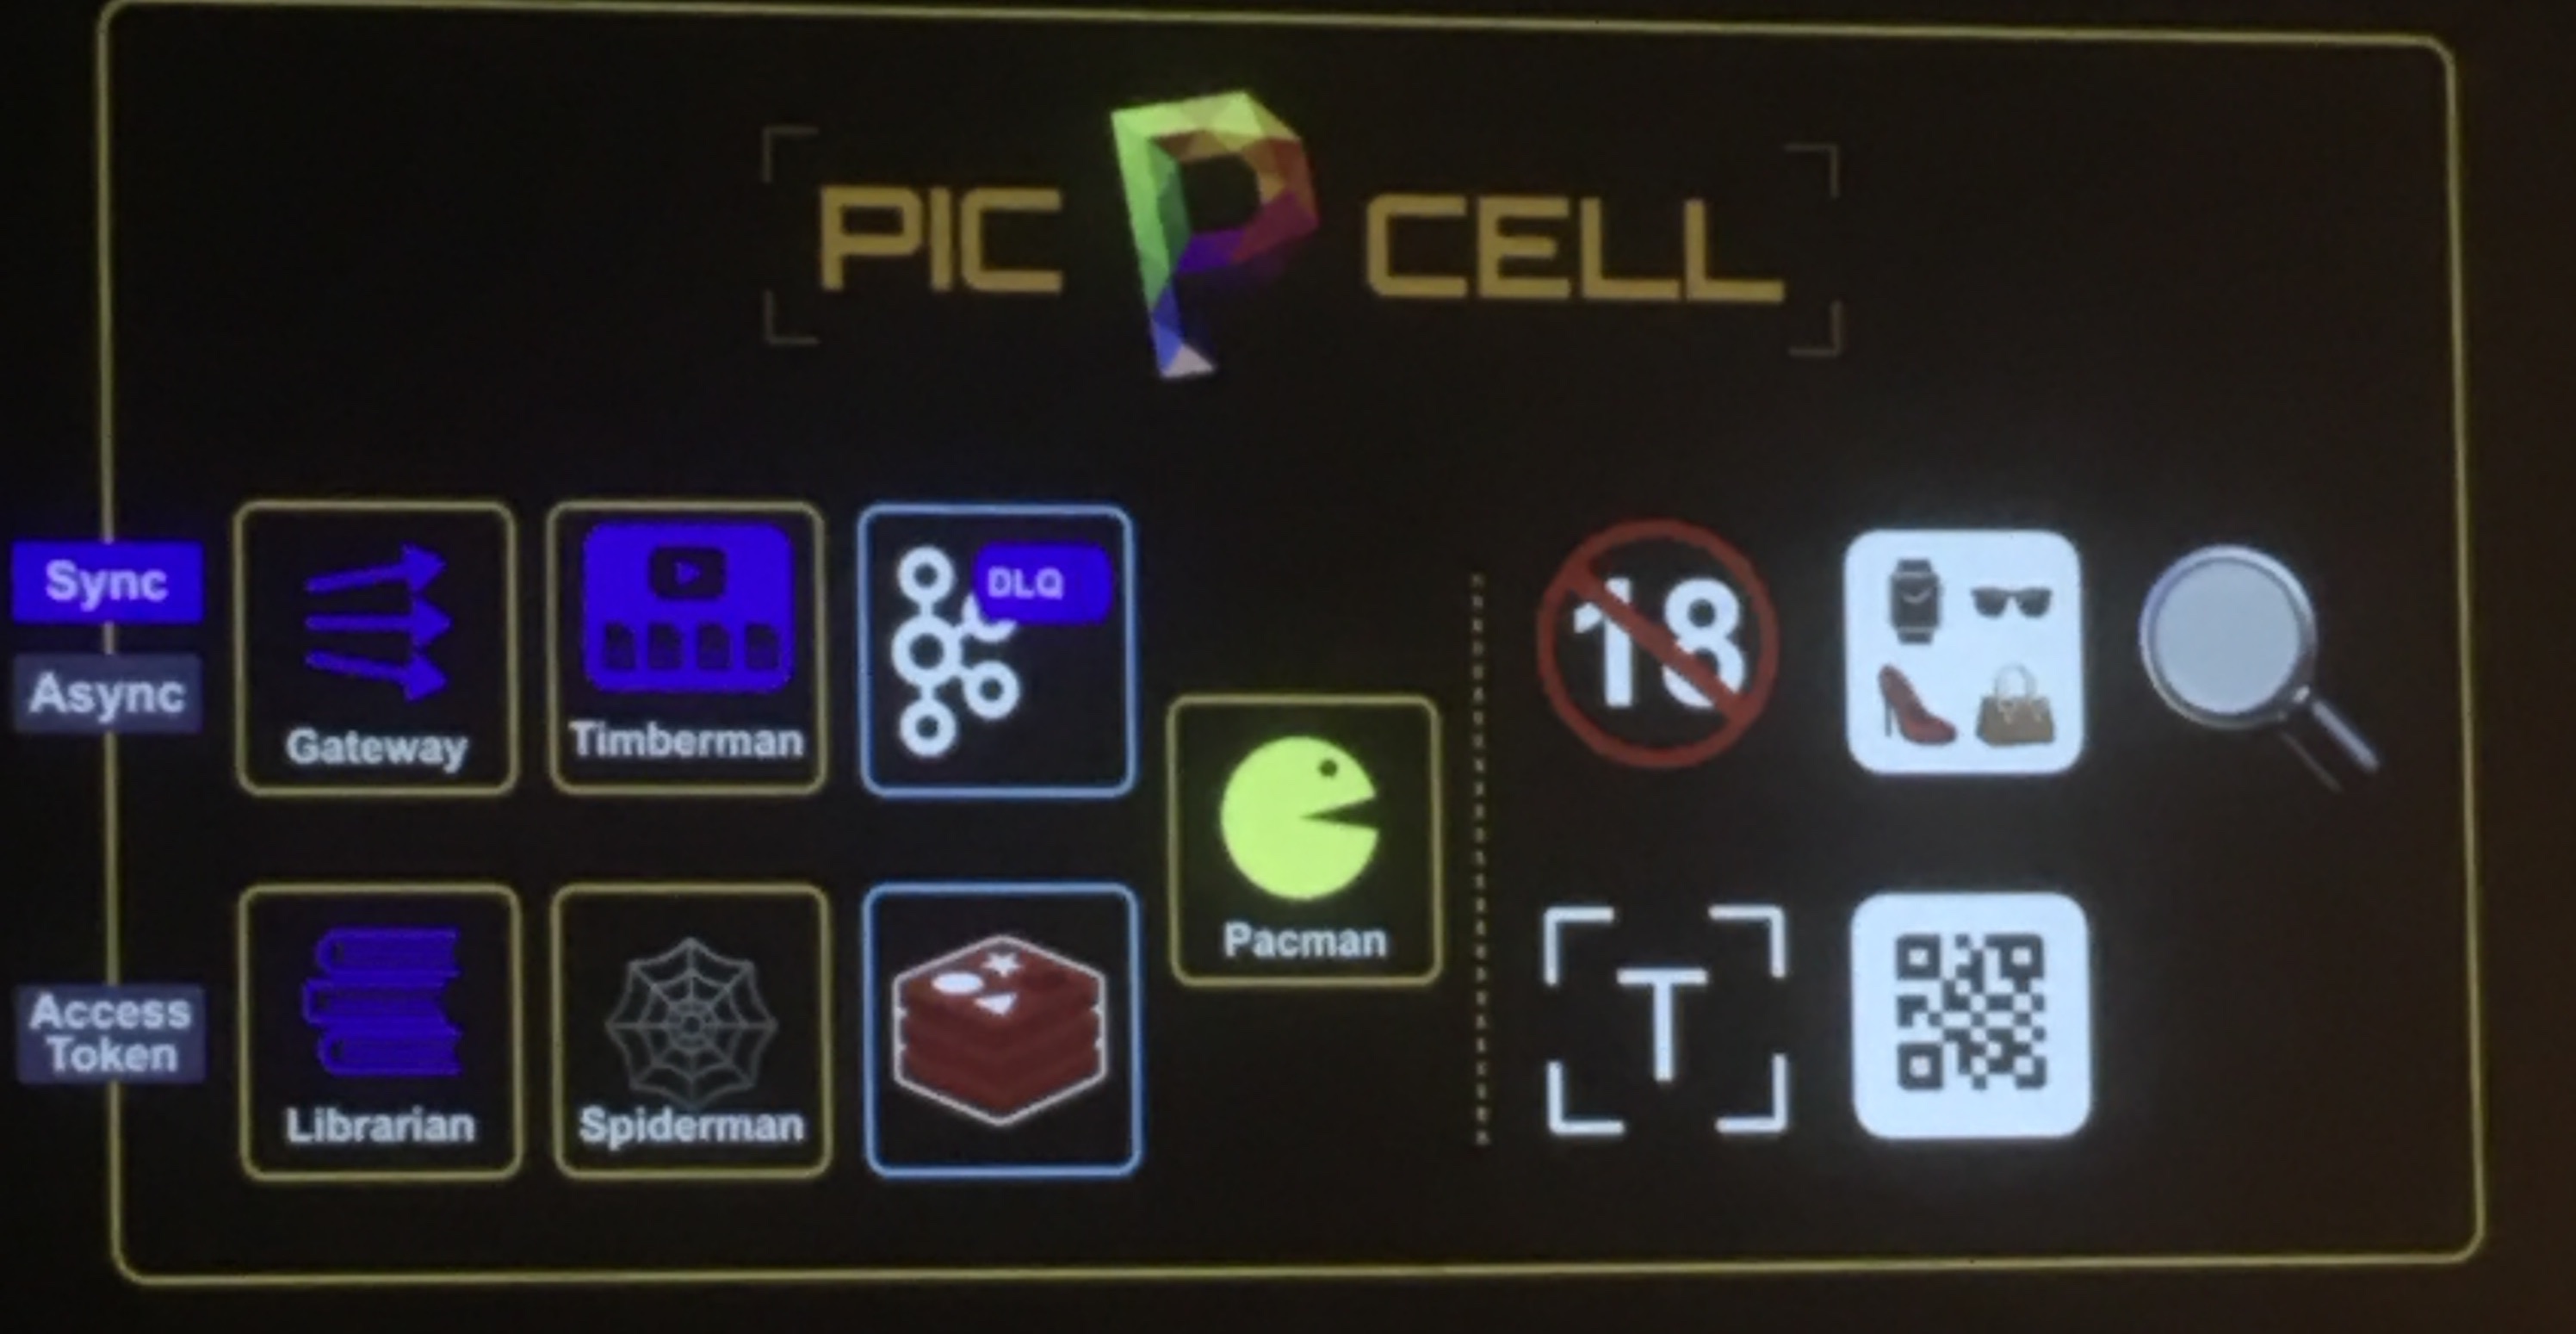 PIC P CELL
Sync
Async
Gateway
Timberman
DLQ
18
Pacman
Access
Token
Librarian
Spiderman
T